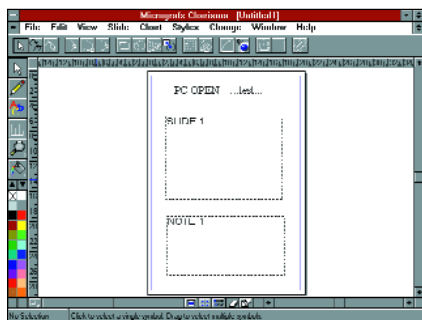 Micrografx Charisma [Untitled1]
File Edit View Slide Chart Styles Change Window Help
PC OPEN ...test...
SLIDE 1
NOTE 1
No Selection Click to select a single symbol. Drag to select multiple symbols.